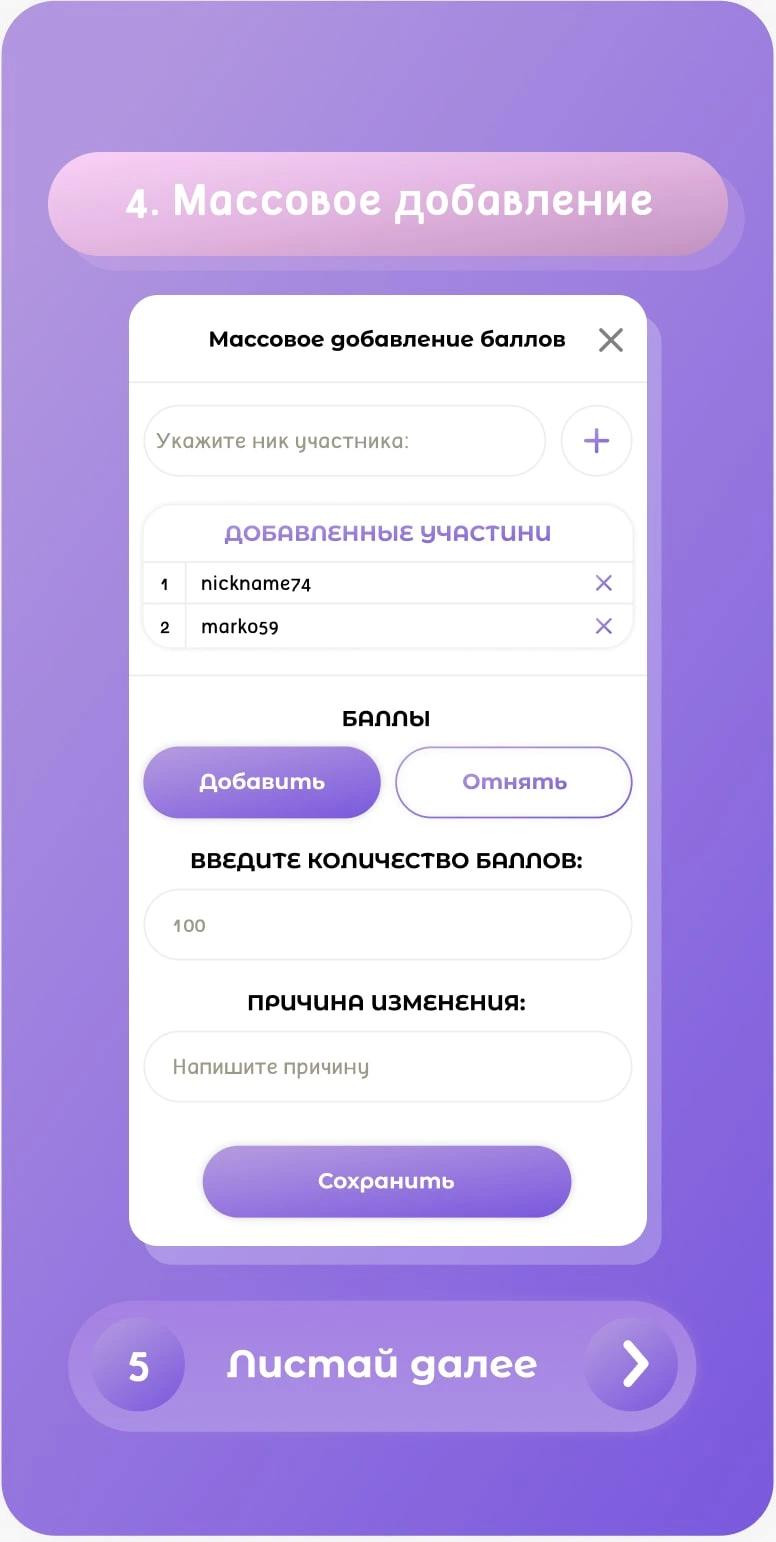 4. Массовое добавление
Массовое добавление баллов
Укажите ник участника:
ДОБАВЛЕННЫЕ УЧАСТИНИ
1 nickname74
2 marko59
БАЛЛЫ
Добавить Отнять
ВВЕДИТЕ КОЛИЧЕСТВО БАЛЛОВ:
100
ПРИЧИНА ИЗМЕНЕНИЯ:
Напишите причину
Сохранить
5 Листай далее